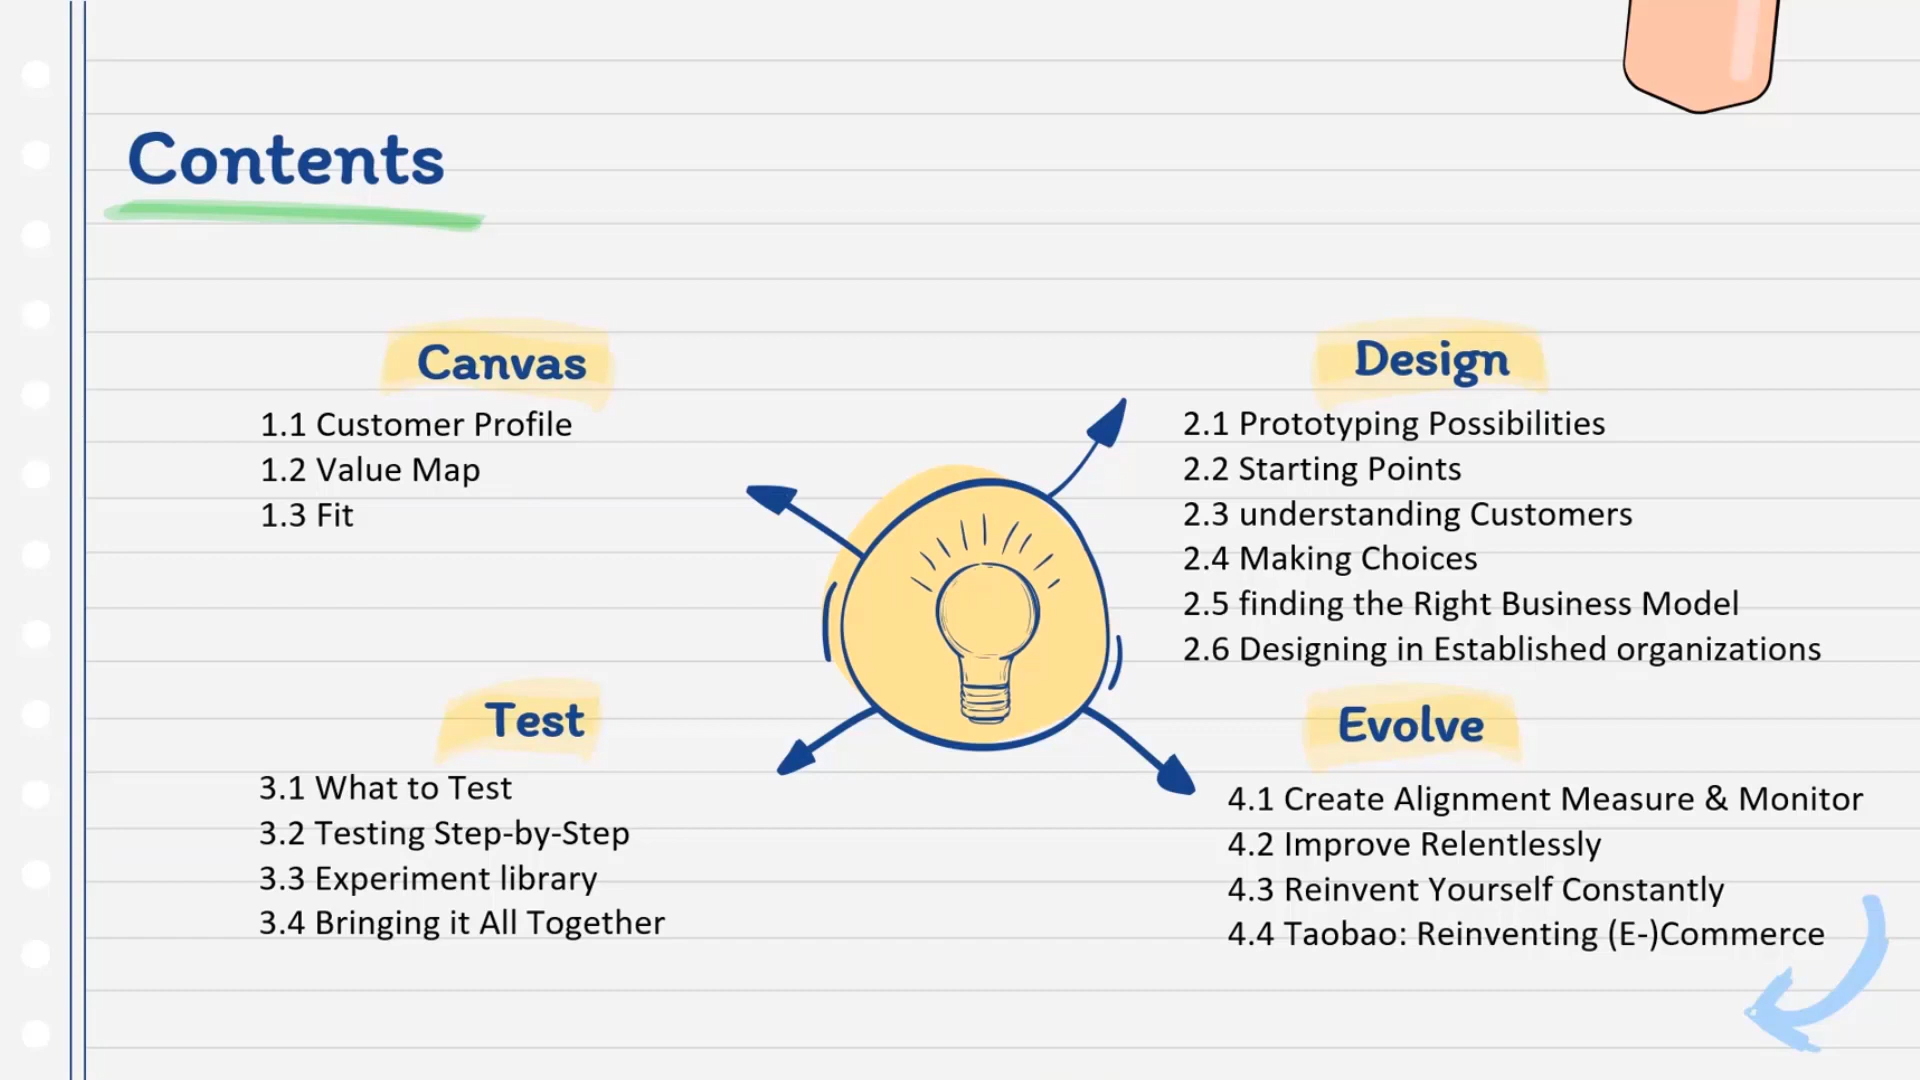 Contents
Canvas
1.1 Customer Profile
1.2 Value Map
1.3 Fit
Design
2.1 Prototyping Possibilities
2.2 Starting Points
2.3 understanding Customers
2.4 Making Choices
2.5 finding the Right Business Model
2.6 Designing in Established organizations
Test
3.1 What to Test
3.2 Testing Step-by-Step
3.3 Experiment library
3.4 Bringing it All Together
Evolve
4.1 Create Alignment Measure & Monitor
4.2 Improve Relentlessly
4.3 Reinvent Yourself Constantly
4.4 Taobao: Reinventing (E-)Commerce